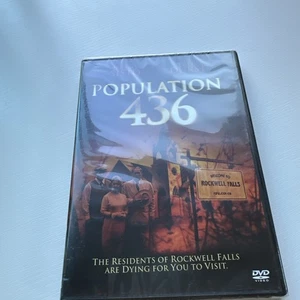 POPULATION
436
WELCOME TO
ROCKWELL FALLS
THE RESIDENTS OF ROCKWELL FALLS
ARE DYING FOR YOU TO VISIT.
DVD
VIDEO